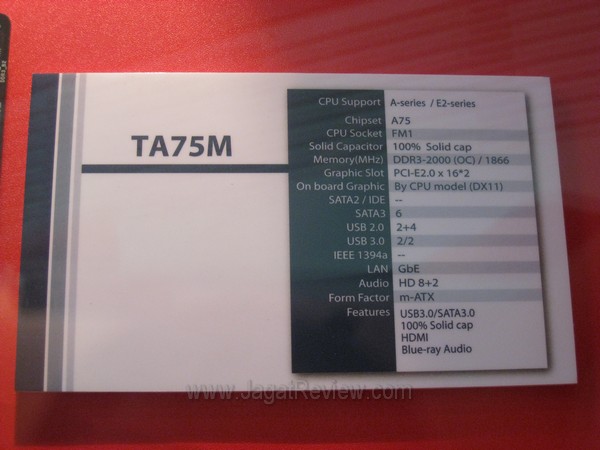 TA75M
CPU Support A-series / E2-series
Chipset A75
CPU Socket FM1
Solid Capacitor 100% Solid cap
Memory(MHz) DDR3-2000 (OC) / 1866
Graphic Slot PCI-E2.0 x 16*2
On board Graphic By CPU model (DX11)
SATA2 / IDE --
SATA3 6
USB 2.0 2+4
USB 3.0 2/2
IEEE 1394a --
LAN GbE
Audio HD 8+2
Form Factor m-ATX
Features USB3.0/SATA3.0
100% Solid cap
HDMI
Blue-ray Audio
www.JagatReview.com